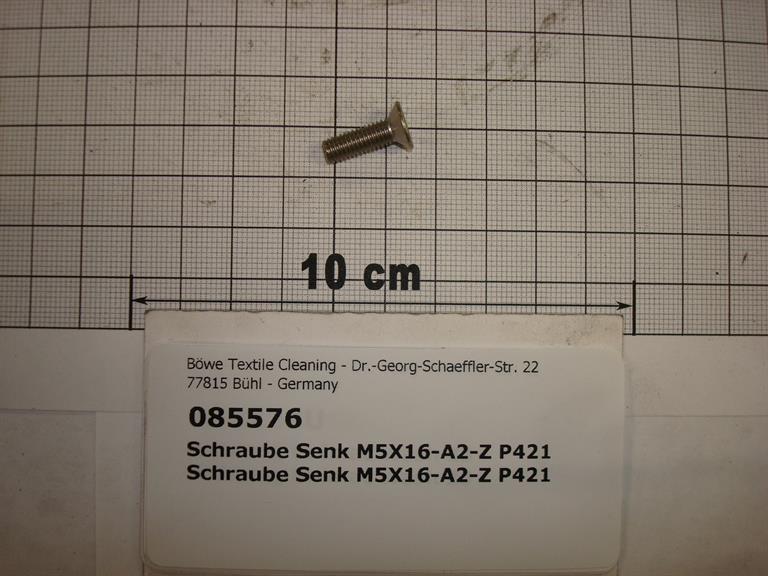 10 cm
Böwe Textile Cleaning - Dr.-Georg-Schaeffler-Str. 22
77815 Bühl - Germany
085576
Schraube Senk M5X16-A2-Z P421
Schraube Senk M5X16-A2-Z P421